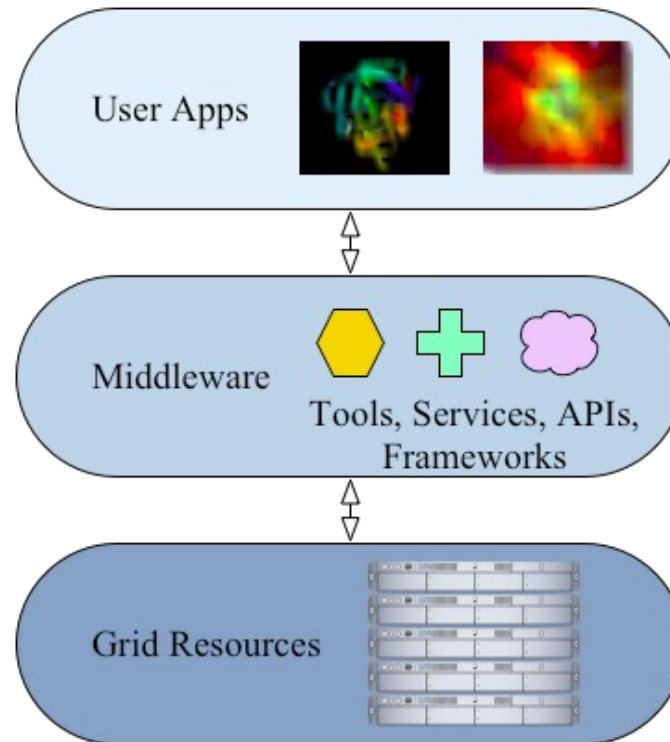 User Apps
Middleware
Tools, Services, APIs,
Frameworks
Grid Resources